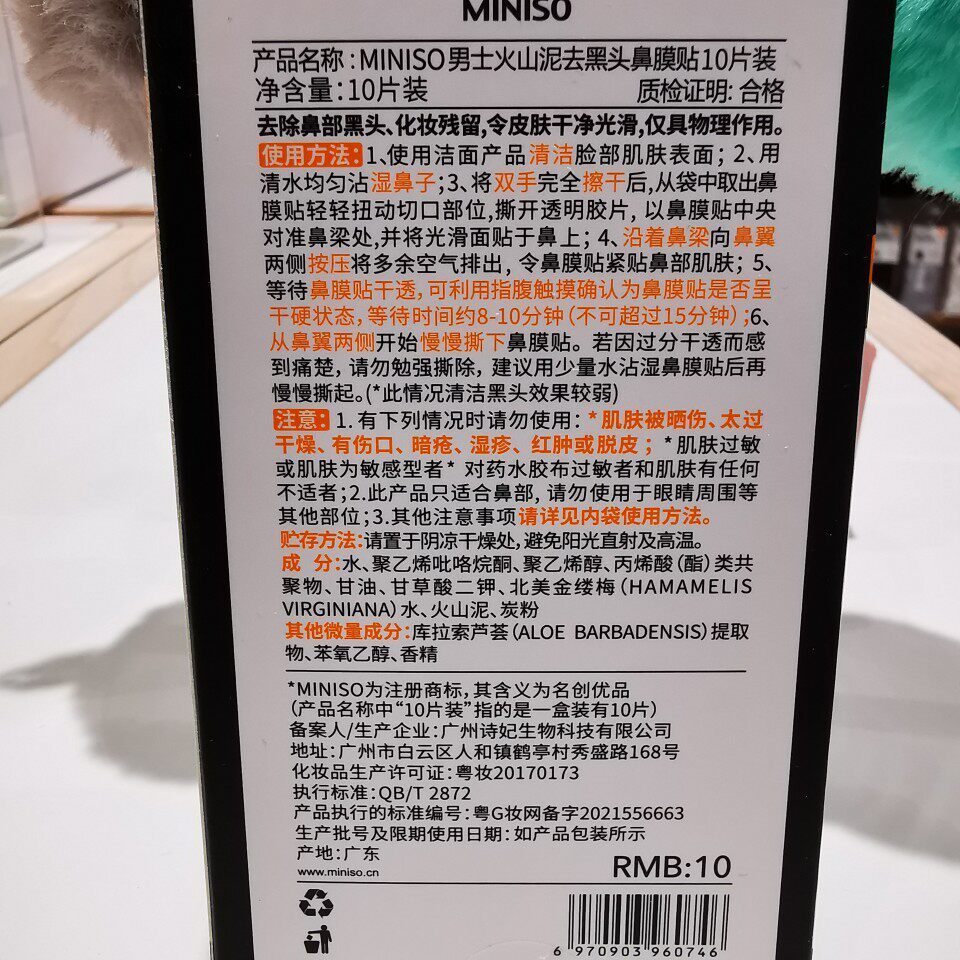 MINISO
产品名称：MINISO男士火山泥去黑头鼻膜贴10片装
净含量：10片装 质检证明：合格
去除鼻部黑头、化妆残留,令皮肤干净光滑,仅具物理作用。
使用方法：1、使用洁面产品清洁脸部肌肤表面；2、用
清水均匀沾湿鼻子；3、将双手完全擦干后,从袋中取出鼻
膜贴轻轻扭动切口部位,撕开透明胶片，以鼻膜贴中央
对准鼻梁处,并将光滑面贴于鼻上；4、沿着鼻梁向鼻翼
两侧按压将多余空气排出，令鼻膜贴紧贴鼻部肌肤；5、
等待鼻膜贴干透，可利用指腹触摸确认为鼻膜贴是否呈
干硬状态，等待时间约8-10分钟（不可超过15分钟）；6、
从鼻翼两侧开始慢慢撕下鼻膜贴。若因过分干透而感
到痛楚，请勿勉强撕除，建议用少量水沾湿鼻膜贴后再
慢慢撕起。(*此情况清洁黑头效果较弱)
注意：1.有下列情况时请勿使用：*肌肤被晒伤、太过
干燥、有伤口、暗疮、湿疹、红肿或脱皮；*肌肤过敏
或肌肤为敏感型者* 对药水胶布过敏者和肌肤有任何
不适者；2.此产品只适合鼻部，请勿使用于眼睛周围等
其他部位；3.其他注意事项请详见内袋使用方法。
贮存方法：请置于阴凉干燥处，避免阳光直射及高温。
成 分：水、聚乙烯吡咯烷酮、聚乙烯醇、丙烯酸（酯）类共
聚物、甘油、甘草酸二钾、北美金缕梅（HAMAMELIS
VIRGINIANA）水、火山泥、炭粉
其他微量成分：库拉索芦荟（ALOE BARBADENSIS）提取
物、苯氧乙醇、香精
*MINISO为注册商标，其含义为名创优品
（产品名称中“10片装”指的是一盒装有10片）
备案人/生产企业：广州诗妃生物科技有限公司
地址：广州市白云区人和镇鹤亭村秀盛路168号
化妆品生产许可证：粤妆20170173
执行标准：QB/T 2872
产品执行的标准编号：粤G妆网备字2021556663
生产批号及限期使用日期：如产品包装所示
产地：广东
www.miniso.cn
RMB:10
6 970903 960746